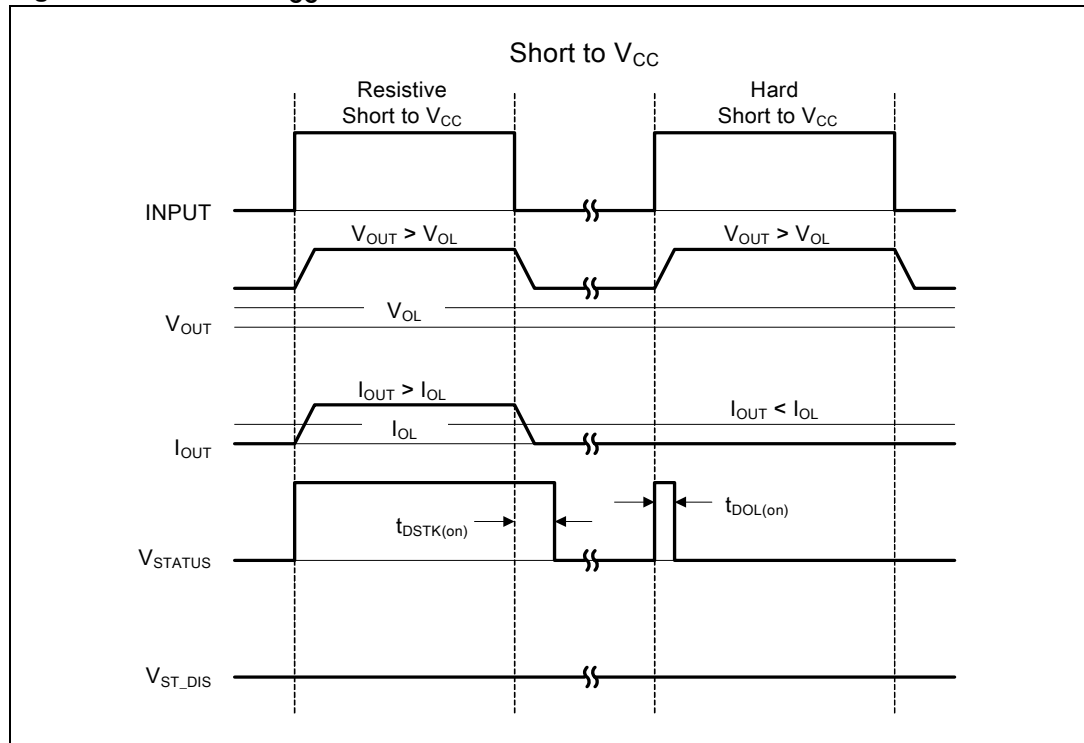 Short to VCC
Resistive
Short to VCC
Hard
Short to VCC
INPUT
VOUT > VOL
VOUT > VOL
VOL
VOUT
IOUT > IOL
IOUT < IOL
IOL
IOUT
tDSTK(on)
tDOL(on)
VSTATUS
VST_DIS